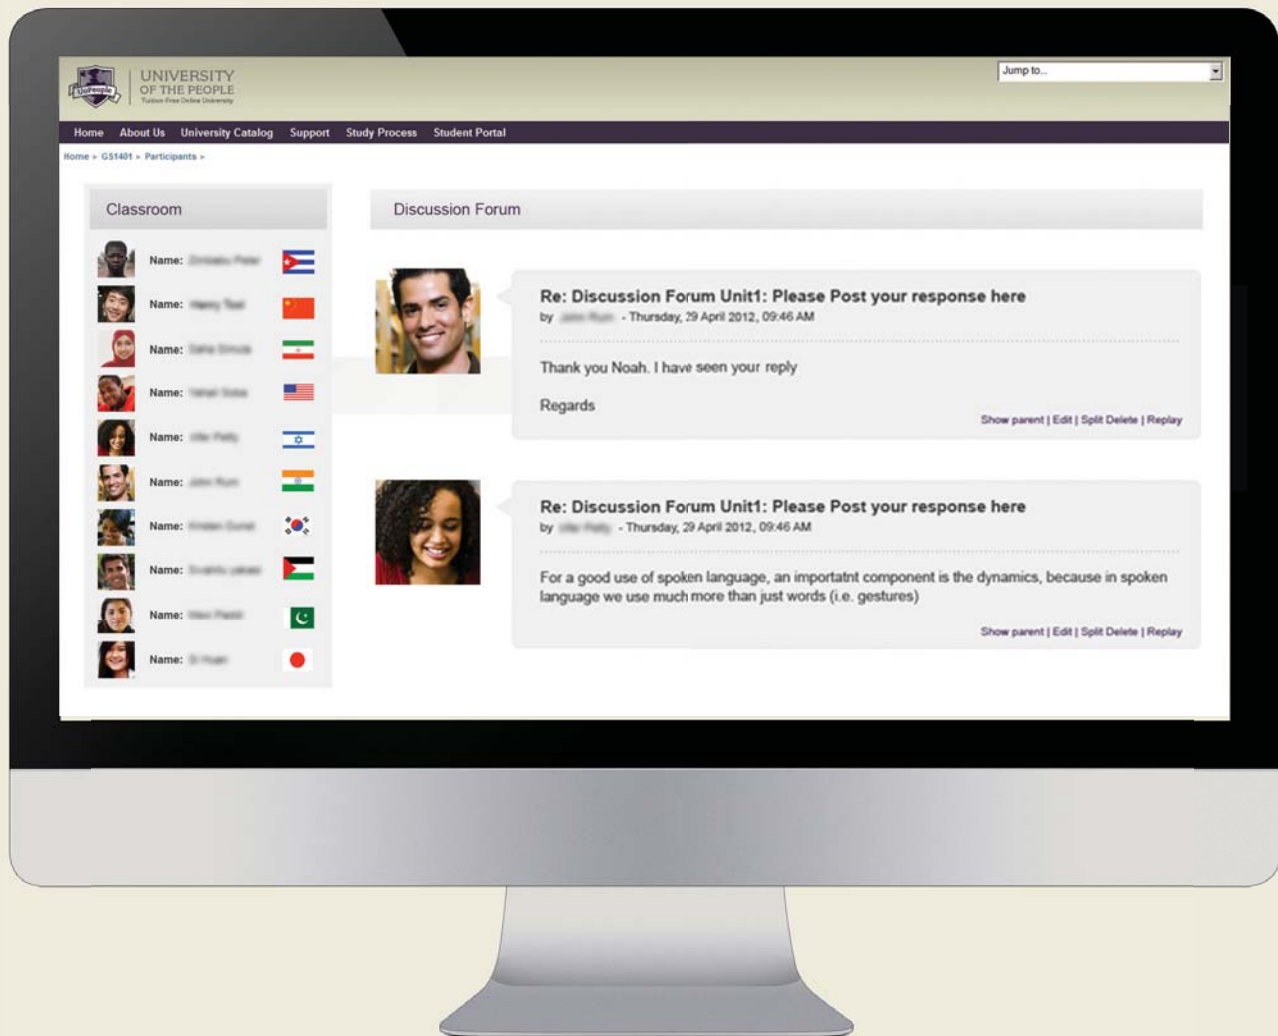 UoPeople
UNIVERSITY
OF THE PEOPLE
Tuition-Free Online University
Jump to...
Home About Us University Catalog Support Study Process Student Portal
Home » GS1401 » Participants »
Classroom
Name:
Name:
Name:
Name:
Name:
Name:
Name:
Name:
Name:
Name:
Discussion Forum
Re: Discussion Forum Unit1: Please Post your response here
by - Thursday, 29 April 2012, 09:46 AM
Thank you Noah. I have seen your reply
Regards
Show parent | Edit | Split Delete | Replay
Re: Discussion Forum Unit1: Please Post your response here
by - Thursday, 29 April 2012, 09:46 AM
For a good use of spoken language, an importatnt component is the dynamics, because in spoken
language we use much more than just words (i.e. gestures)
Show parent | Edit | Split Delete | Replay